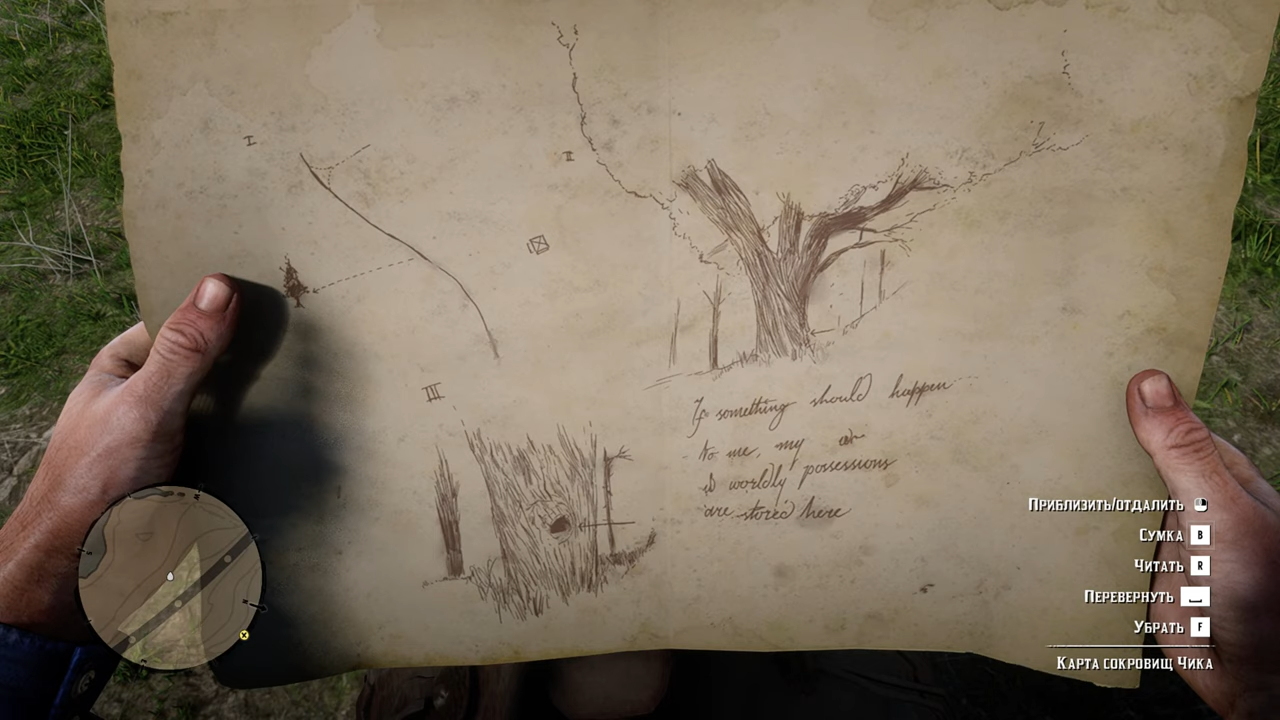 I
II
III
If something should happen
to me, my
worldly possessions
are stored here
Приблизить/отдалить
Сумка B
Читать R
Перевернуть
Убрать F
Карта сокровищ Чика